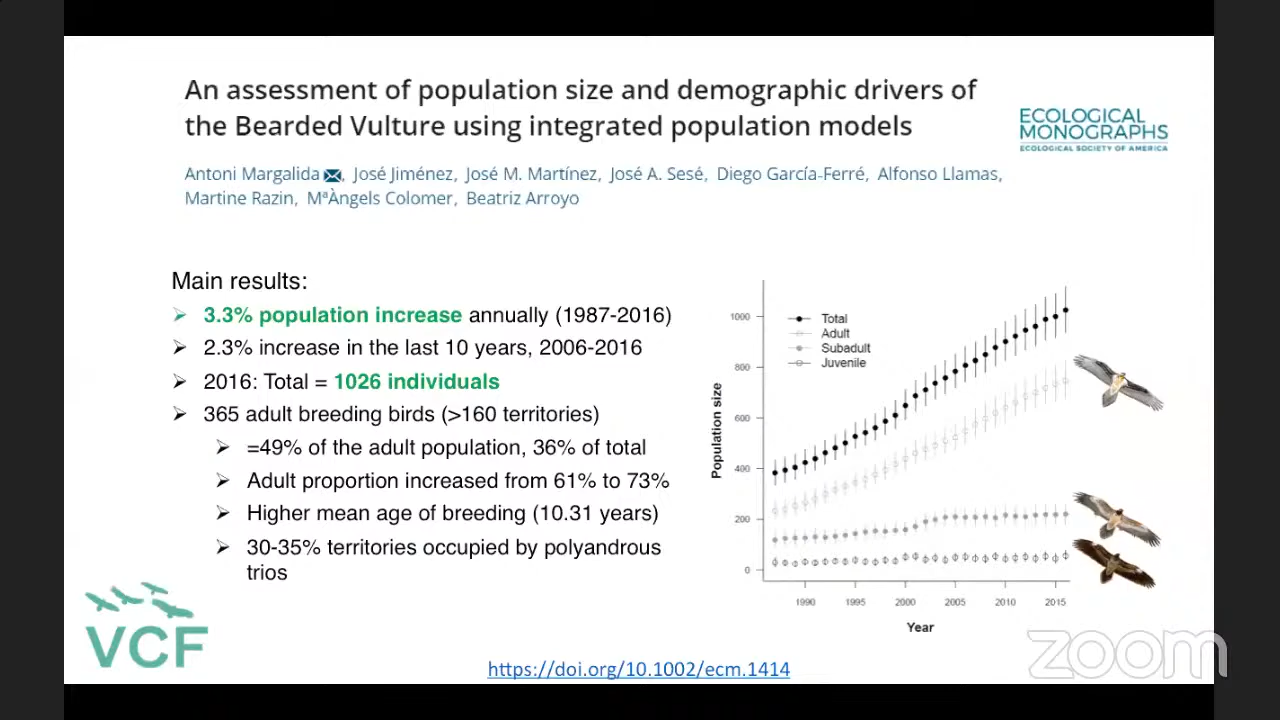 An assessment of population size and demographic drivers of
the Bearded Vulture using integrated population models
ECOLOGICAL
MONOGRAPHS
ECOLOGICAL SOCIETY OF AMERICA
Antoni Margalida, José Jiménez, José M. Martínez, José A. Sesé, Diego García-Ferré, Alfonso Llamas,
Martine Razin, MªÀngels Colomer, Beatriz Arroyo
Main results:
3.3% population increase annually (1987-2016)
2.3% increase in the last 10 years, 2006-2016
2016: Total = 1026 individuals
365 adult breeding birds (>160 territories)
=49% of the adult population, 36% of total
Adult proportion increased from 61% to 73%
Higher mean age of breeding (10.31 years)
30-35% territories occupied by polyandrous
trios
Total
Adult
Subadult
Juvenile
Population size
1000
800
600
400
200
0
1990 1995 2000 2005 2010 2015
Year
VCF
https://doi.org/10.1002/ecm.1414
zoom